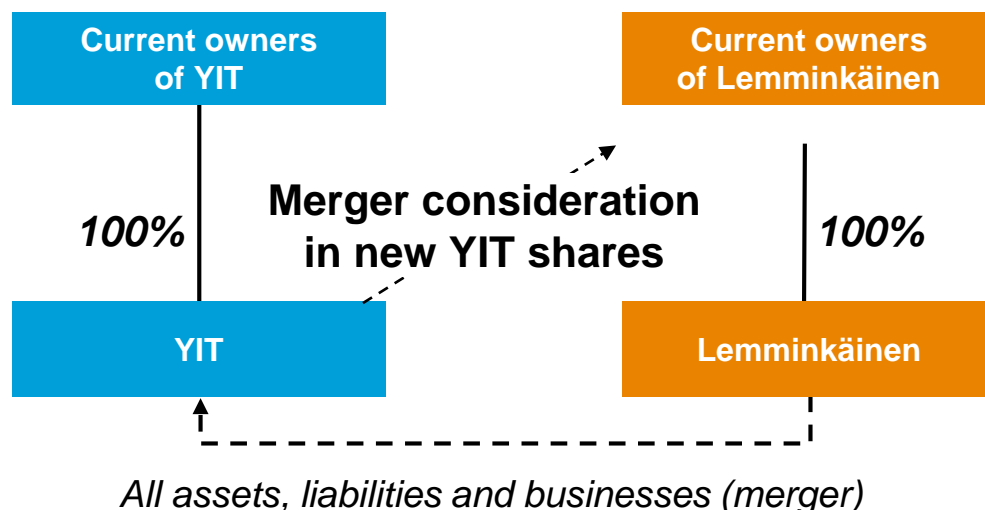 Current owners
of YIT
Current owners
of Lemminkäinen
Merger consideration
in new YIT shares
100%
100%
YIT
Lemminkäinen
All assets, liabilities and businesses (merger)